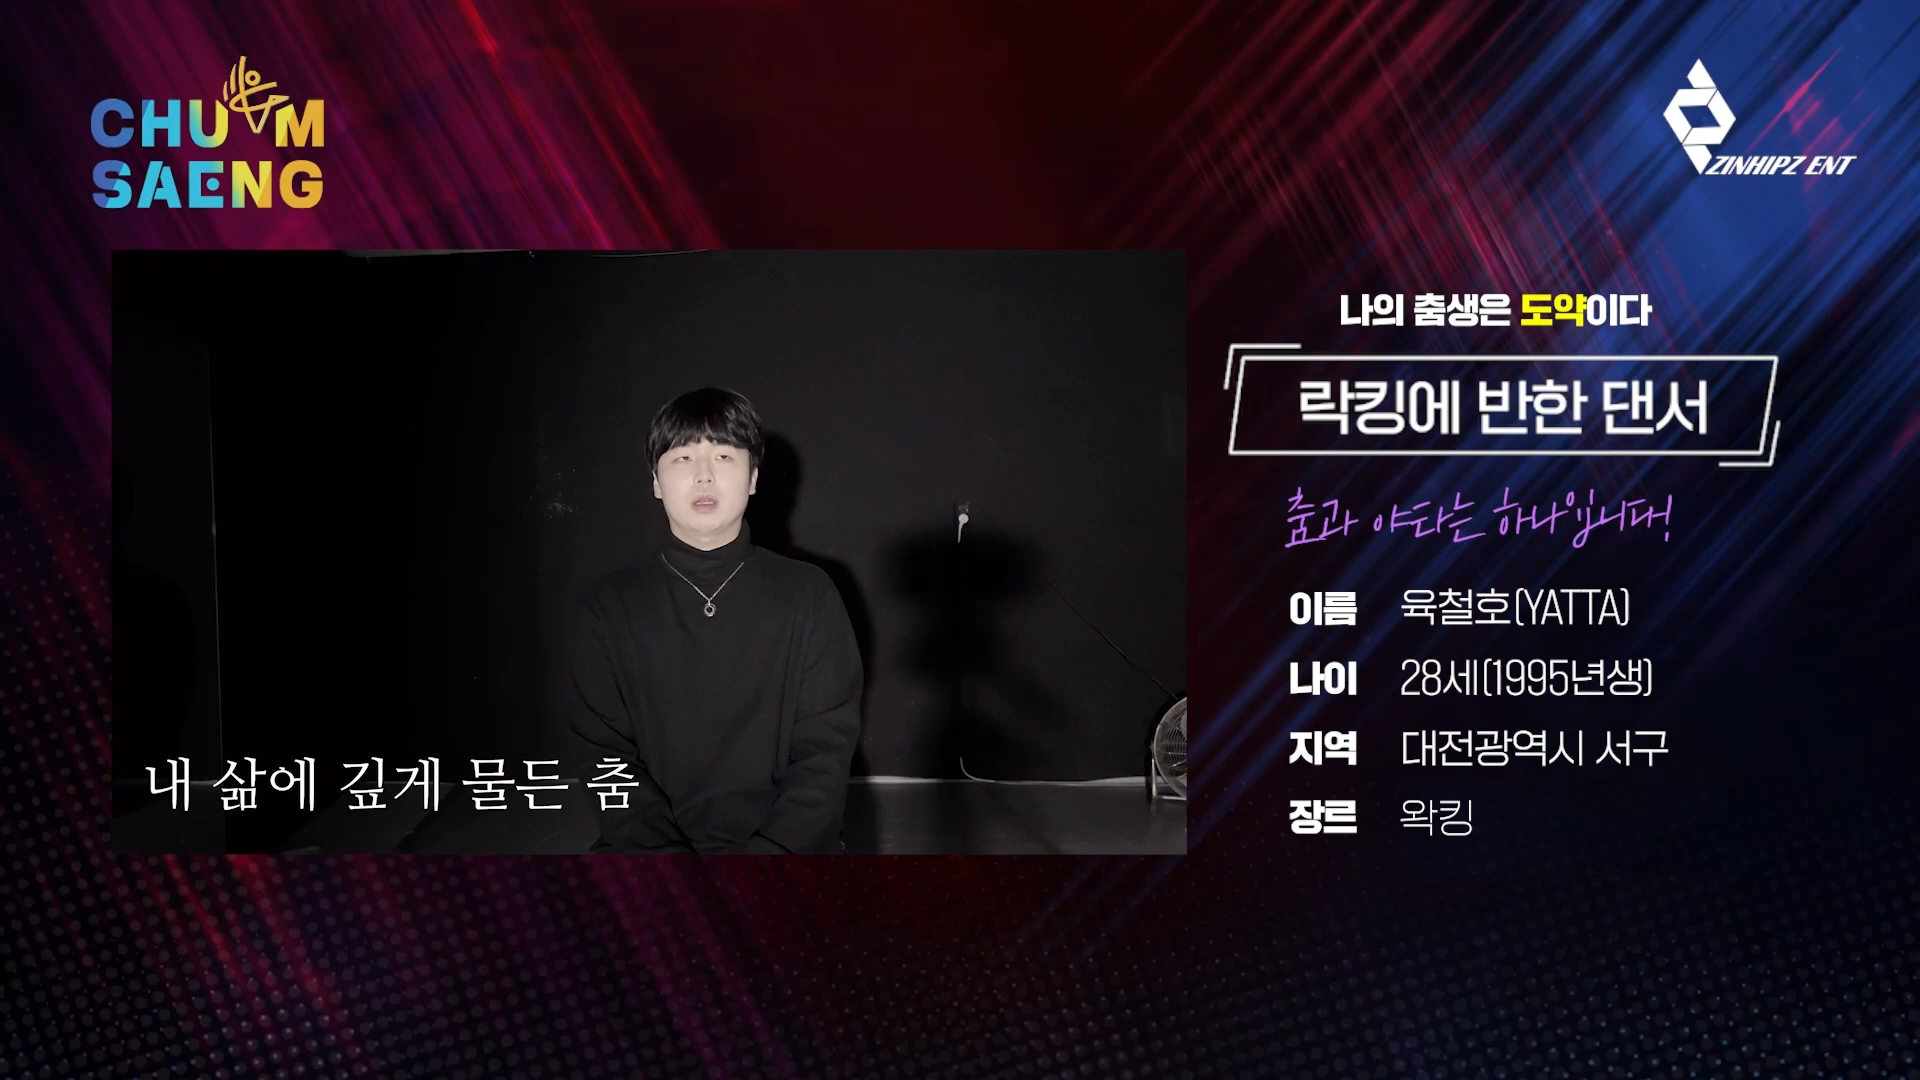 CHUM
SAENG
ZINHIPZ ENT
나의 춤생은 도약이다
락킹에 반한 댄서
춤과 야타는 하나입니다!
이름 육철호(YATTA)
나이 28세(1995년생)
지역 대전광역시 서구
장르 왁킹
내 삶에 깊게 물든 춤